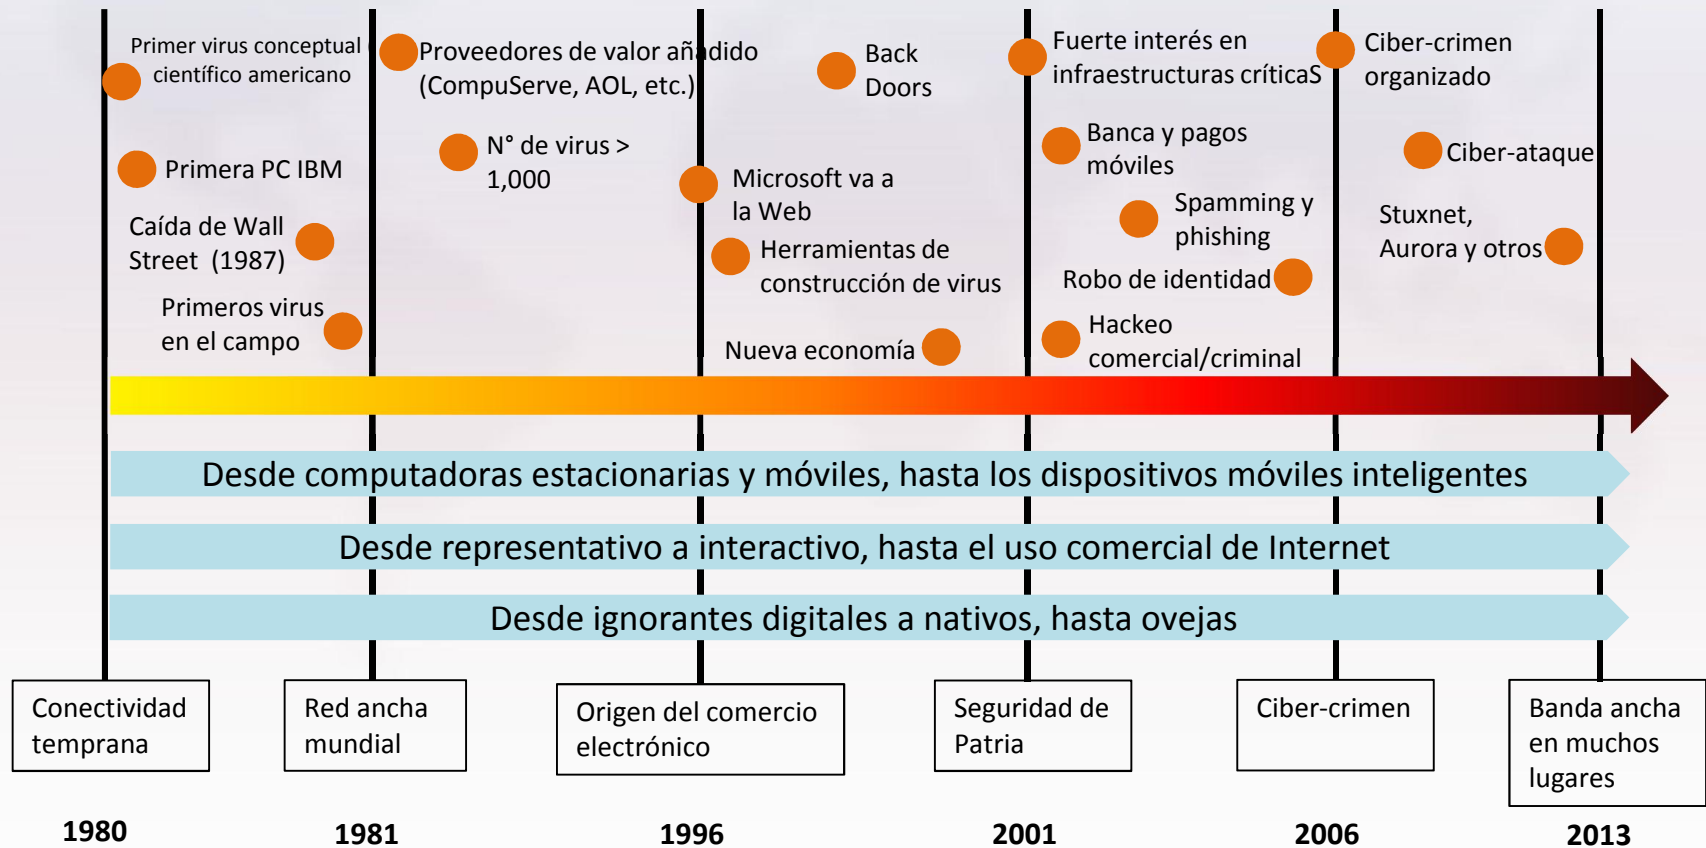 Primer virus conceptual
científico americano
Primera PC IBM
Caída de Wall
Street (1987)
Primeros virus
en el campo
Proveedores de valor añadido
(CompuServe, AOL, etc.)
N° de virus >
1,000
Back
Doors
Microsoft va a
la Web
Herramientas de
construcción de virus
Nueva economía
Fuerte interés en
infraestructuras críticaS
Banca y pagos
móviles
Spamming y
phishing
Robo de identidad
Hackeo
comercial/criminal
Ciber-crimen
organizado
Ciber-ataque
Stuxnet,
Aurora y otros
Desde computadoras estacionarias y móviles, hasta los dispositivos móviles inteligentes
Desde representativo a interactivo, hasta el uso comercial de Internet
Desde ignorantes digitales a nativos, hasta ovejas
Conectividad
temprana
Red ancha
mundial
Origen del comercio
electrónico
Seguridad de
Patria
Ciber-crimen
Banda ancha
en muchos
lugares
1980
1981
1996
2001
2006
2013